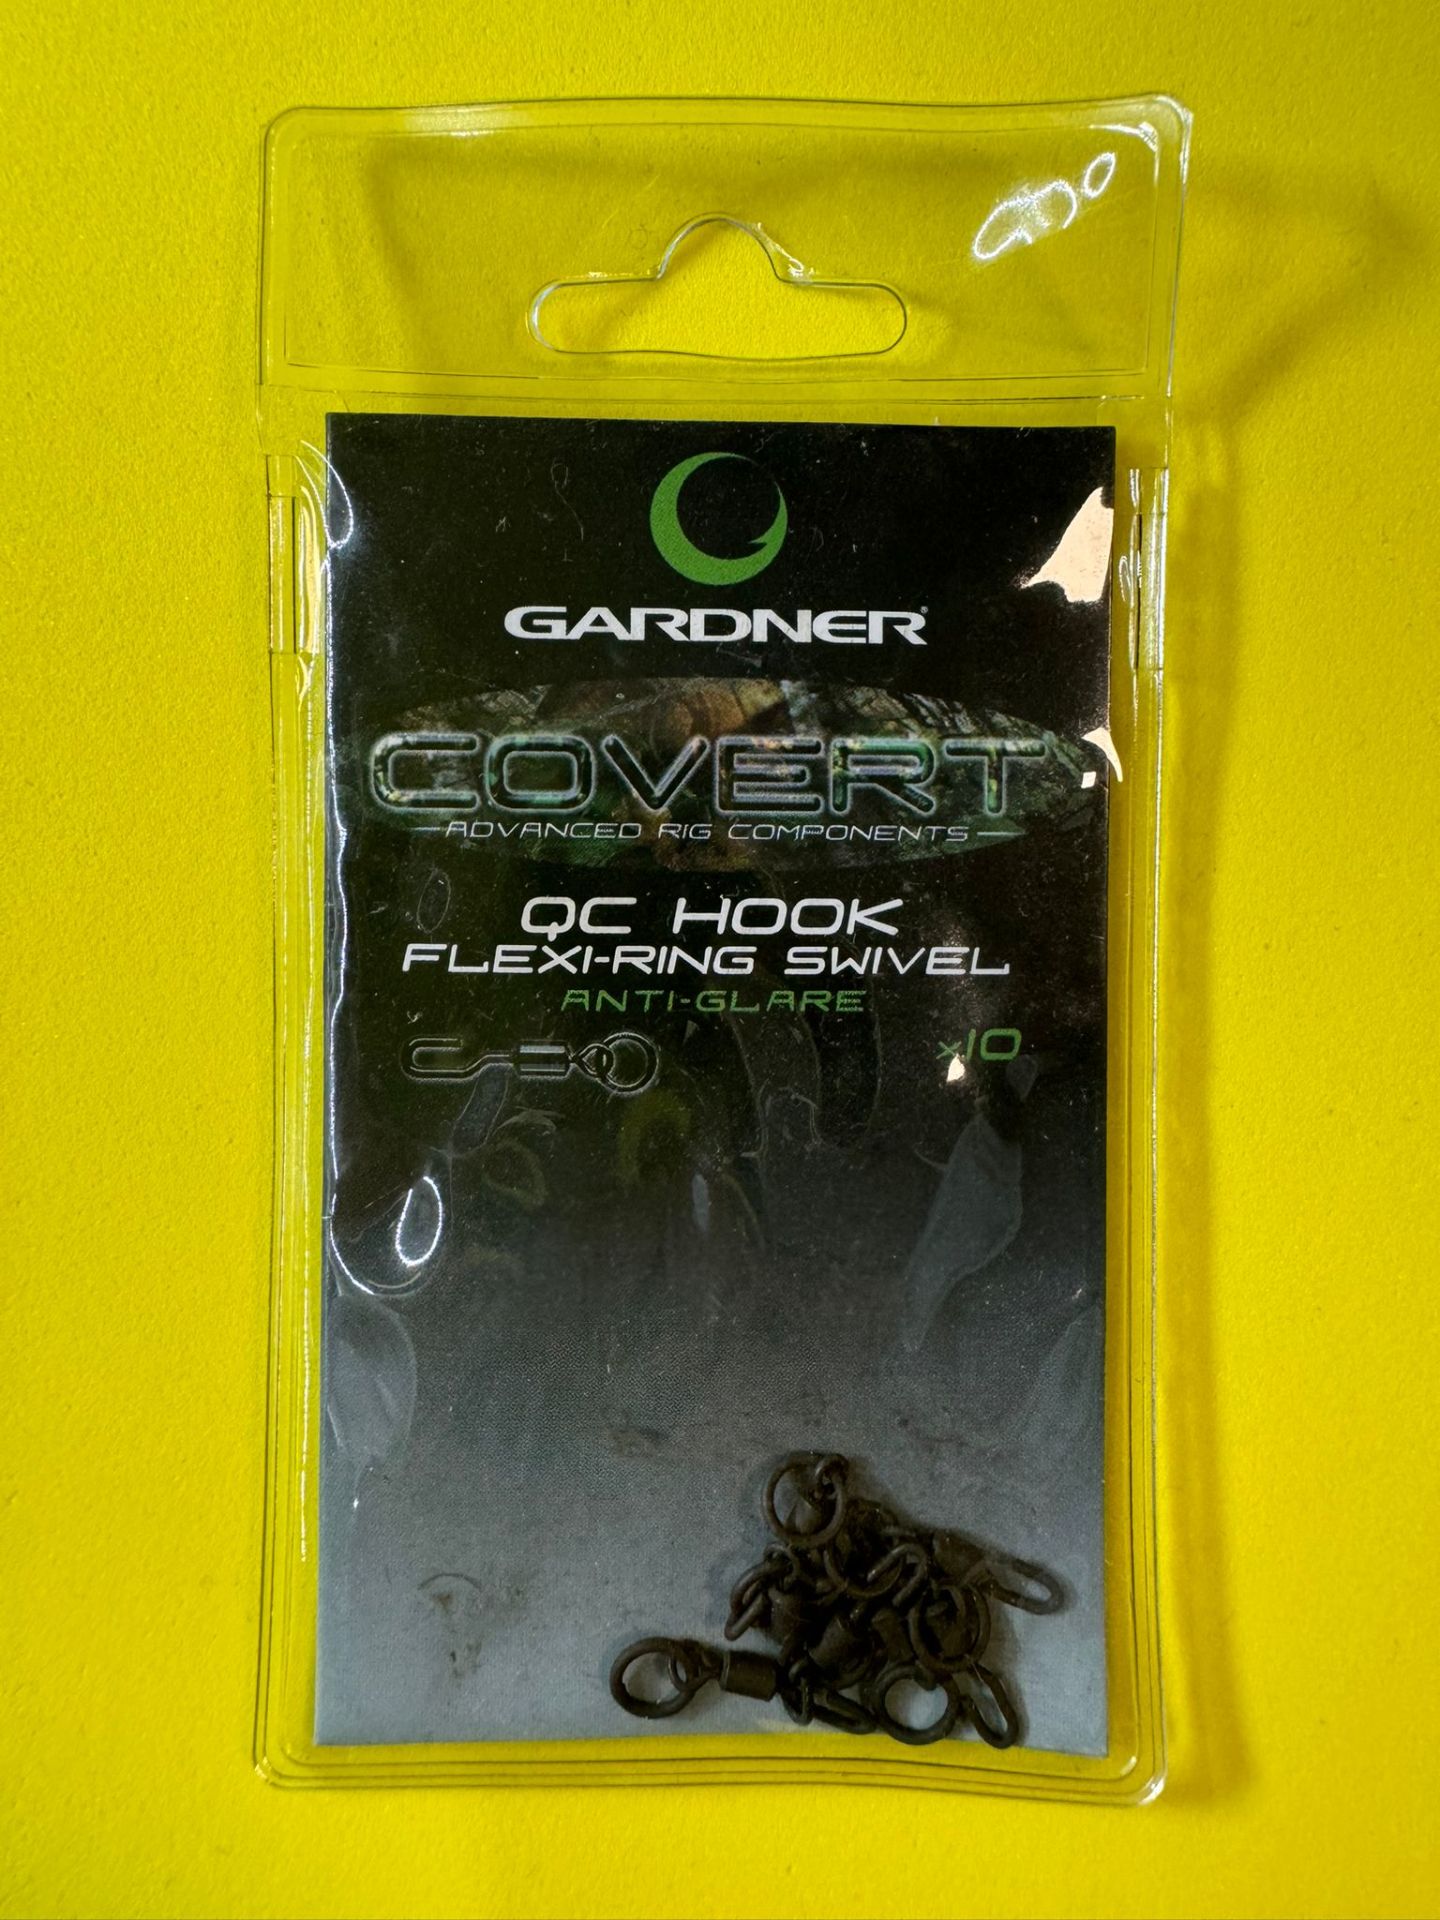 GARDNER®
COVERT
ADVANCED RIG COMPONENTS
QC HOOK
FLEXI-RING SWIVEL
ANTI-GLARE
x10